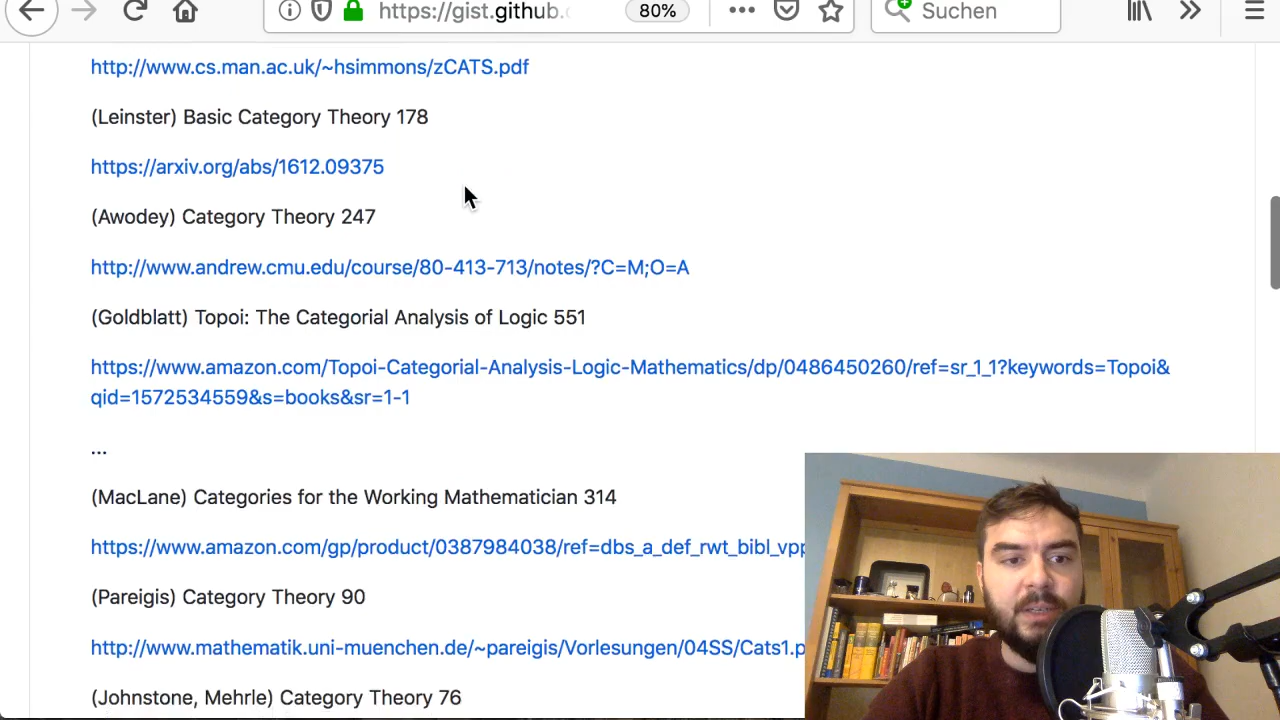 https://gist.github.c
80%
Suchen
http://www.cs.man.ac.uk/~hsimmons/zCATS.pdf
(Leinster) Basic Category Theory 178
https://arxiv.org/abs/1612.09375
(Awodey) Category Theory 247
http://www.andrew.cmu.edu/course/80-413-713/notes/?C=M;O=A
(Goldblatt) Topoi: The Categorial Analysis of Logic 551
https://www.amazon.com/Topoi-Categorial-Analysis-Logic-Mathematics/dp/0486450260/ref=sr_1_1?keywords=Topoi&
qid=1572534559&s=books&sr=1-1
...
(MacLane) Categories for the Working Mathematician 314
https://www.amazon.com/gp/product/0387984038/ref=dbs_a_def_rwt_bibl_vpp
(Pareigis) Category Theory 90
http://www.mathematik.uni-muenchen.de/~pareigis/Vorlesungen/04SS/Cats1.p
(Johnstone, Mehrle) Category Theory 76